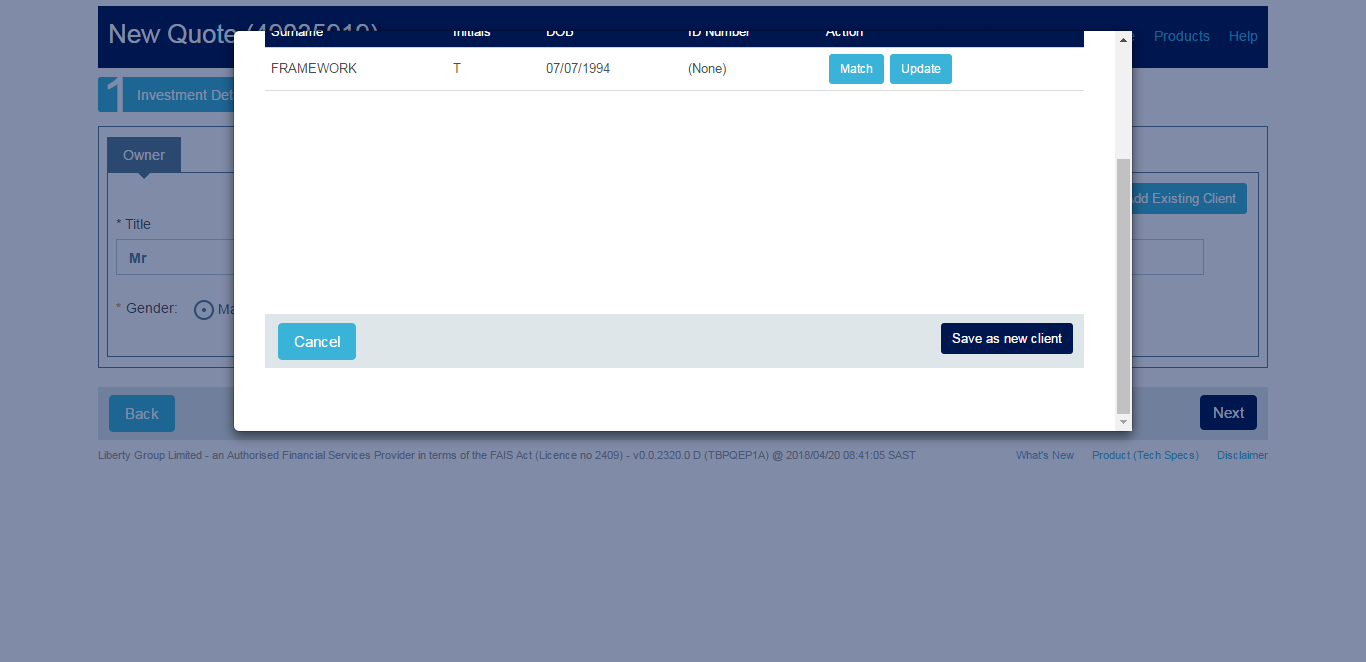 New Quote (49035919)
Products Help
Surname Initials DOB ID Number Action
FRAMEWORK T 07/07/1994 (None) Match Update
1 Investment Det
Owner
dd Existing Client
* Title
Mr
* Gender: Ma
Cancel Save as new client
Back Next
Liberty Group Limited - an Authorised Financial Services Provider in terms of the FAIS Act (Licence no 2409) - v0.0.2320.0 D (TBPQEP1A) @ 2018/04/20 08:41:05 SAST What's New Product (Tech Specs) Disclaimer